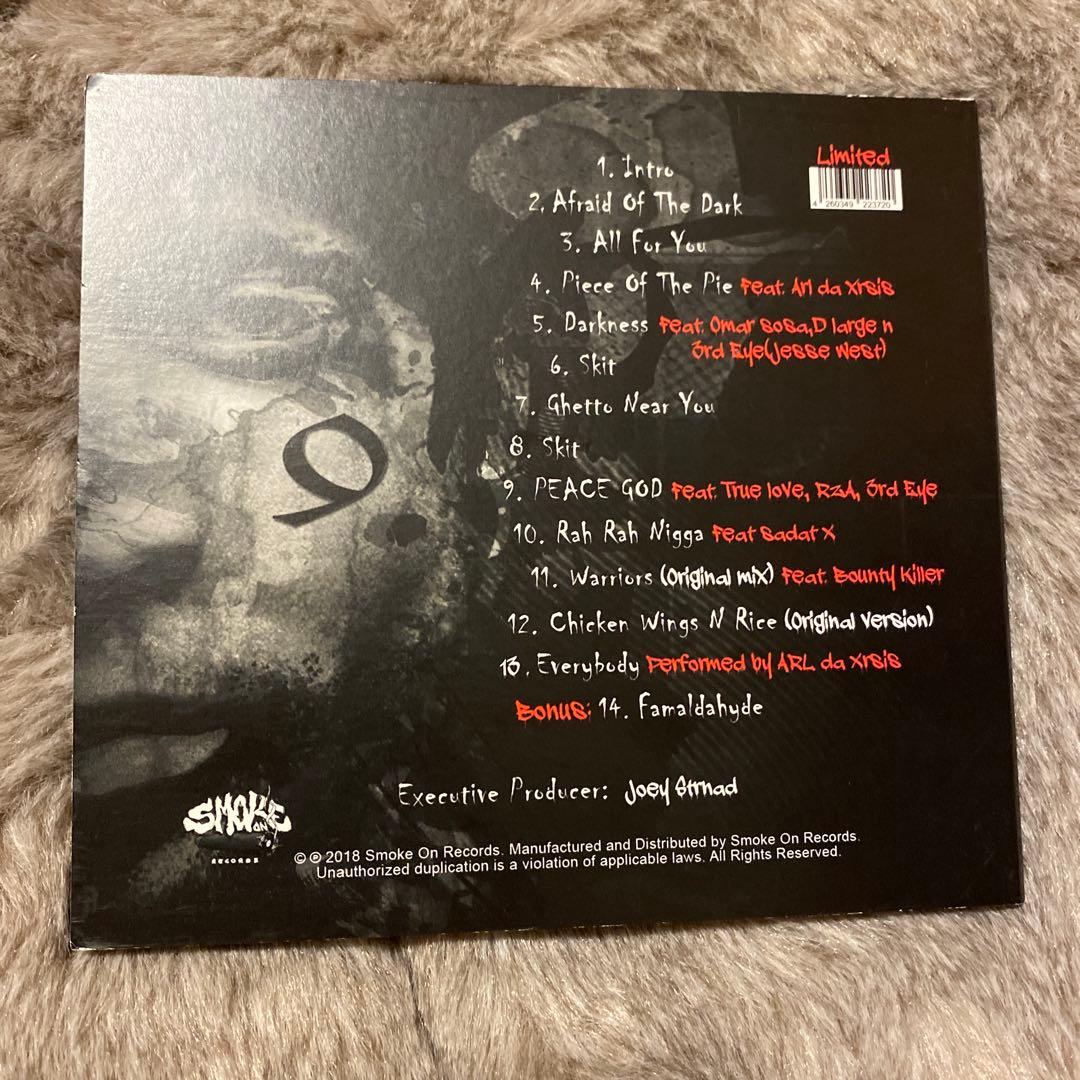 Limited
4 260349 223720
1. Intro
2. Afraid Of The Dark
3. All For You
4. Piece Of The Pie Feat. Arl da Xrsis
5. Darkness Feat. Omar Sosa,D large n
3rd Eye(Jesse West)
6. Skit
7. Ghetto Near You
8. Skit
9
9. PEACE GOD Feat. True love, RZA, 3rd Eye
10. Rah Rah Nigga Feat Sadat X
11. Warriors (Original mix) Feat. Bounty Killer
12. Chicken Wings N Rice (Original Version)
13. Everybody Performed by ARL da Xrsis
Bonus: 14. Famaldahyde
Executive Producer: Joey Strnad
SMOKE
ON
RECORDS
© ℗ 2018 Smoke On Records. Manufactured and Distributed by Smoke On Records.
Unauthorized duplication is a violation of applicable laws. All Rights Reserved.